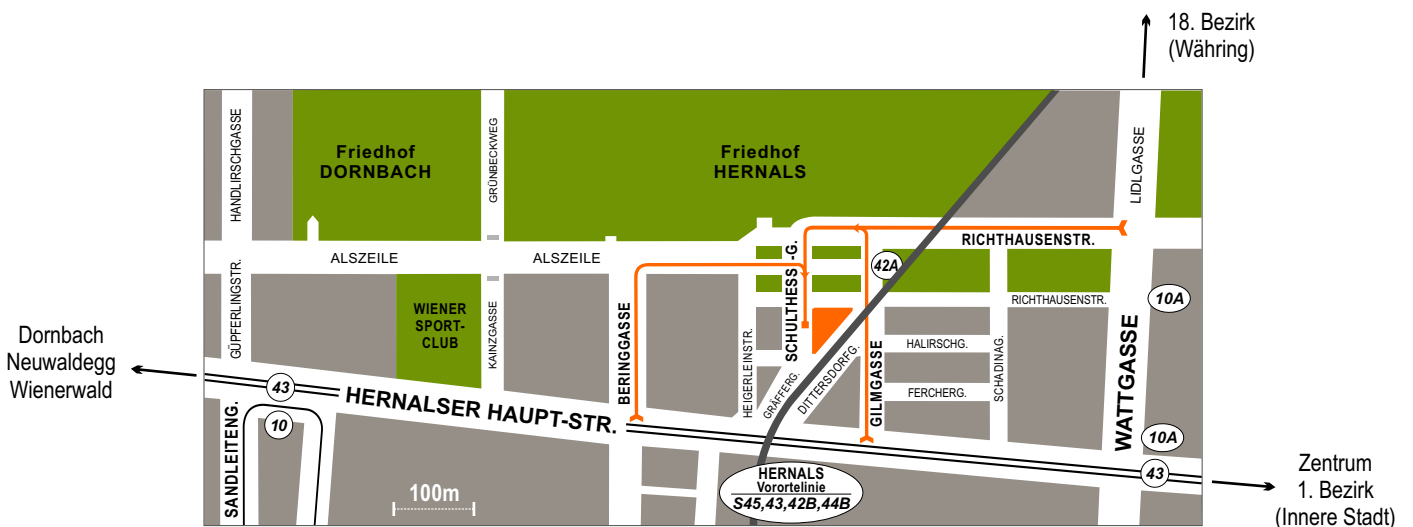 18. Bezirk
(Währing)
HANDLIRSCHGASSE
Friedhof
DORNBACH
GRÜNBECKWEG
Friedhof
HERNALS
LIDLGASSE
RICHTHAUSENSTR.
ALSZEILE
ALSZEILE
SCHULTHESS -G.
42A
GÜPFERLINGSTR.
WIENER
SPORT-
CLUB
KAINZGASSE
BERINGGASSE
HEIGERLEINSTR.
GRÄFFERG.
DITTERSDORFG.
GILMGASSE
RICHTHAUSENSTR.
HALIRSCHG.
FERCHERG.
SCHADINAG.
10A
WATTGASSE
10A
Dornbach
Neuwaldegg
Wienerwald
43
HERNALSER HAUPT-STR.
10
SANDLEITENG.
100m
HERNALS
Vorortelinie
S45,43,42B,44B
43
Zentrum
1. Bezirk
(Innere Stadt)